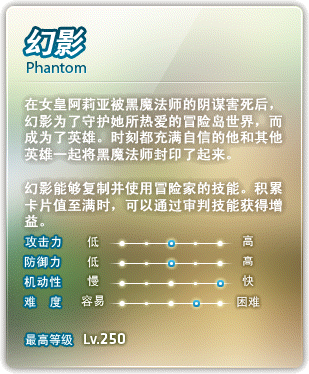 幻影
Phantom
在女皇阿莉亚被黑魔法师的阴谋害死后，
幻影为了守护她所热爱的冒险岛世界，而
成为了英雄。时刻都充满自信的他和其他
英雄一起将黑魔法师封印了起来。
幻影能够复制并使用冒险家的技能。积累
卡片值至满时，可以通过审判技能获得增
益。
攻击力 低 高
防御力 低 高
机动性 慢 快
难 度 容易 困难
最高等级 Lv.250